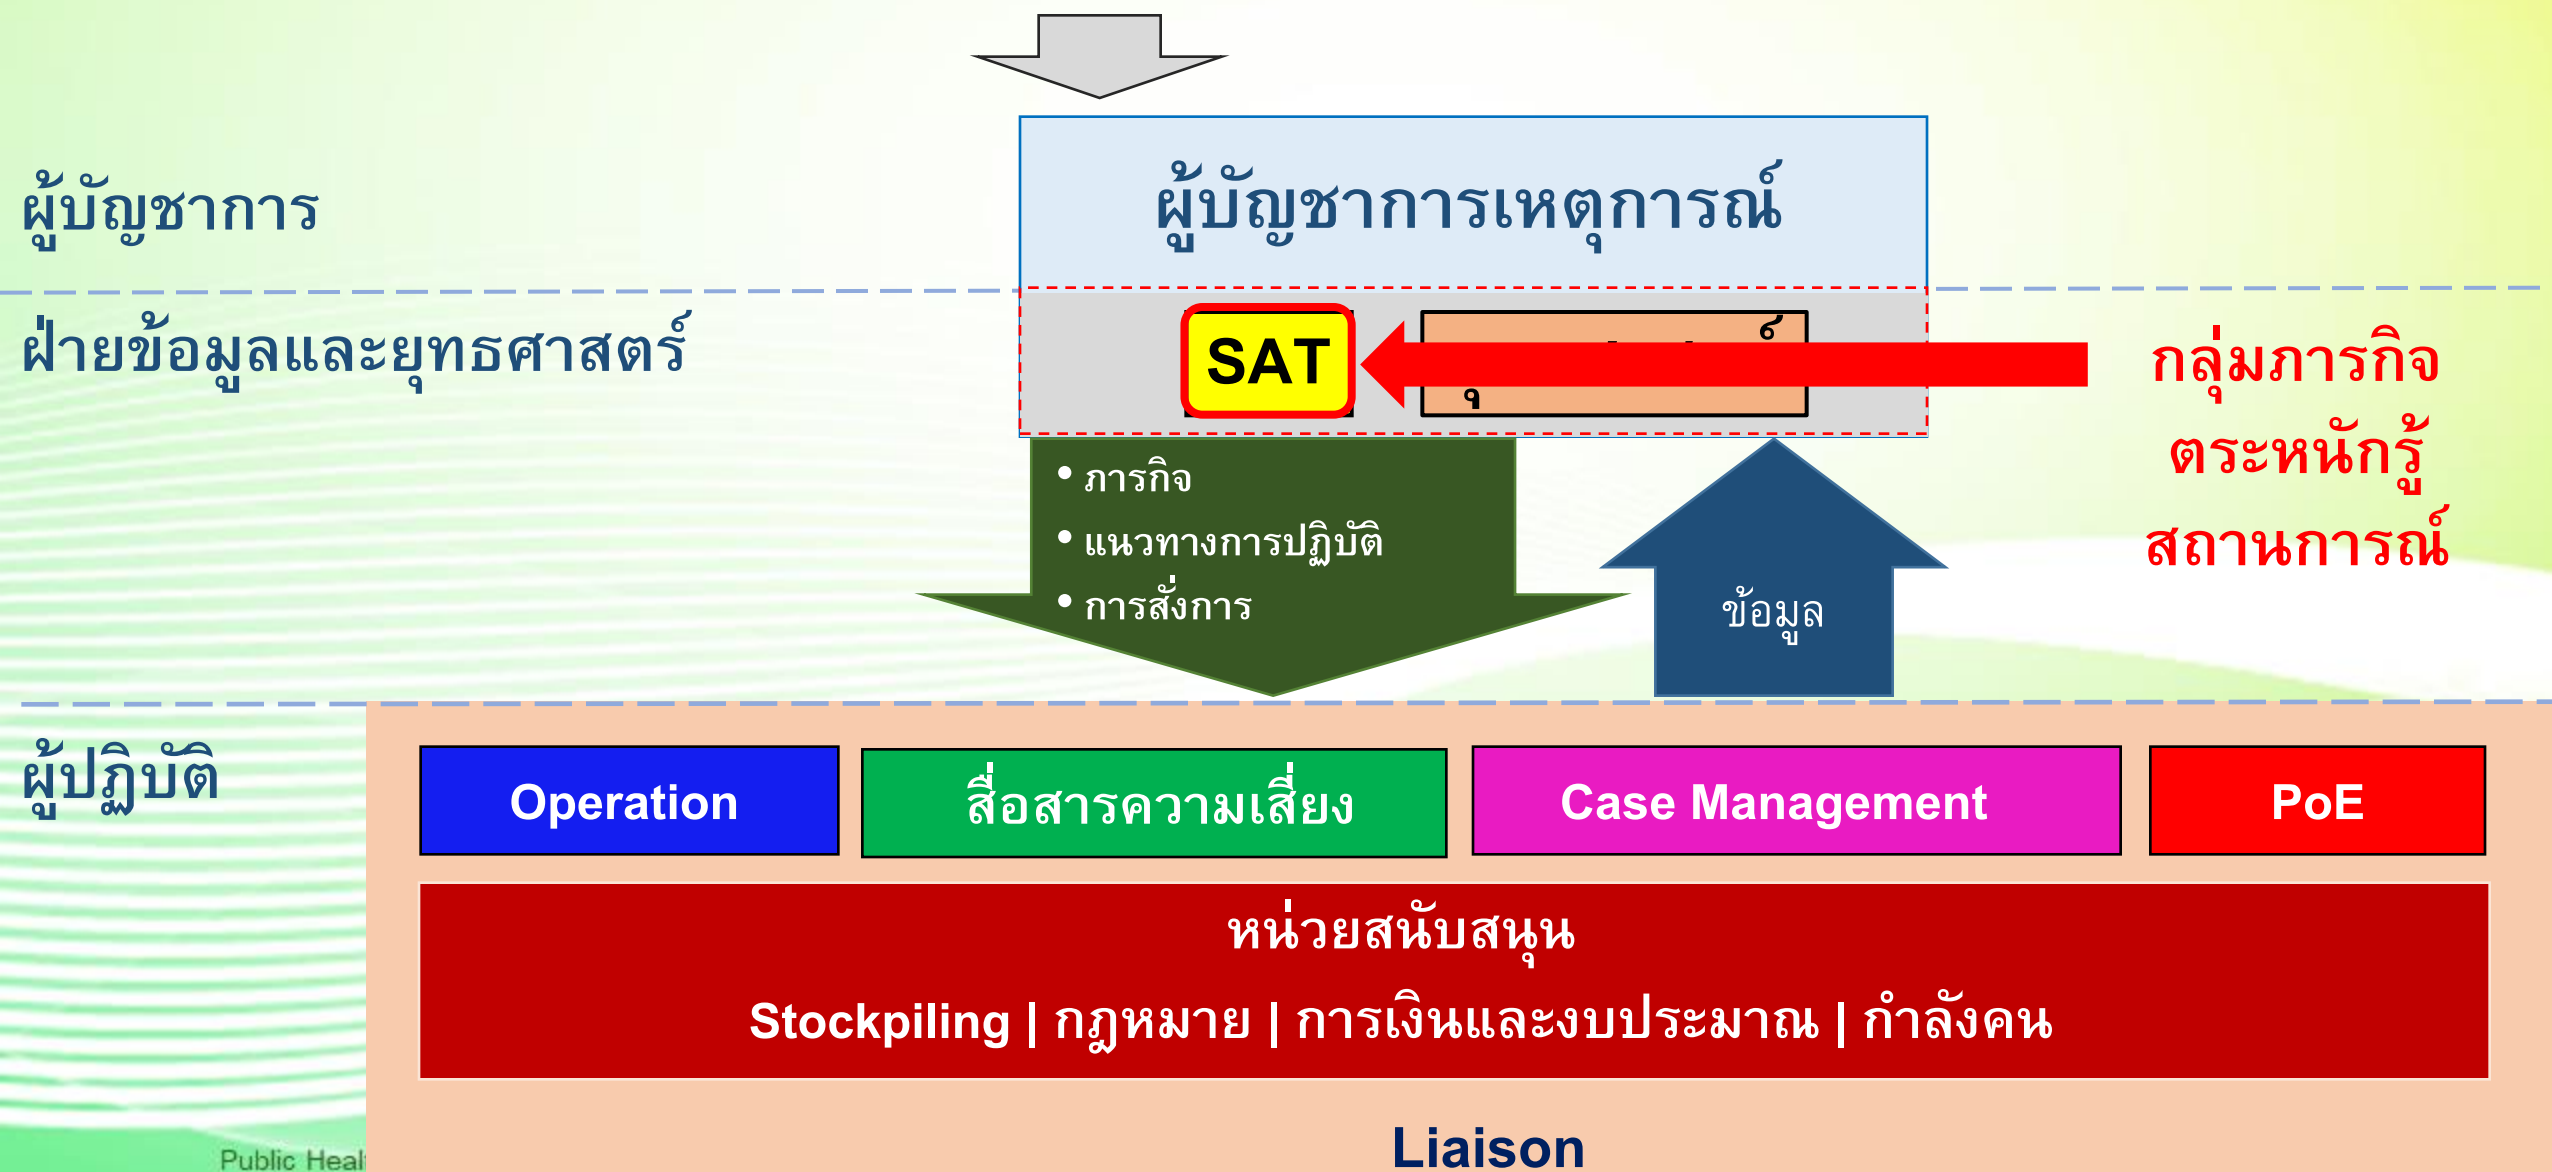 ผู้บัญชาการ
ผู้บัญชาการเหตุการณ์
ฝ่ายข้อมูลและยุทธศาสตร์
SAT
กลุ่มภารกิจ
ตระหนักรู้
สถานการณ์
• ภารกิจ
• แนวทางการปฏิบัติ
• การสั่งการ
ข้อมูล
ผู้ปฏิบัติ
Operation
สื่อสารความเสี่ยง
Case Management
PoE
หน่วยสนับสนุน
Stockpiling | กฎหมาย | การเงินและงบประมาณ | กำลังคน
Liaison
Public